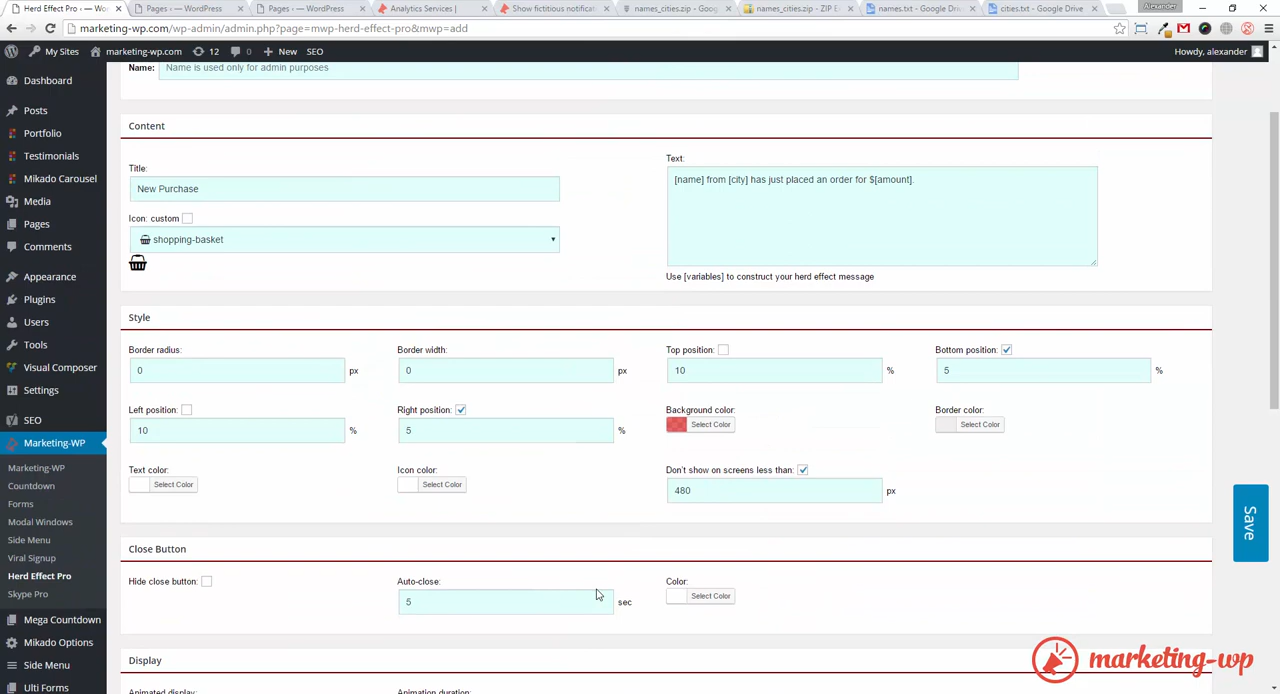 Herd Effect Pro — Wo
Pages — WordPress
Pages — WordPress
Analytics Services |
Show fictitious notificat
names_cities.zip - Goog
names_cities.zip - ZIP E
names.txt - Google Driv
cities.txt - Google Drive
Alexander
marketing-wp.com/wp-admin/admin.php?page=mwp-herd-effect-pro&mwp=add
My Sites
marketing-wp.com
12
0
New
SEO
Howdy, alexander
Dashboard
Posts
Portfolio
Testimonials
Mikado Carousel
Media
Pages
Comments
Appearance
Plugins
Users
Tools
Visual Composer
Settings
SEO
Marketing-WP
Marketing-WP
Countdown
Forms
Modal Windows
Side Menu
Viral Signup
Herd Effect Pro
Skype Pro
Mega Countdown
Mikado Options
Side Menu
Ulti Forms
Name: Name is used only for admin purposes
Content
Title:
New Purchase
Icon: custom
shopping-basket
Text:
[name] from [city] has just placed an order for $[amount].
Use [variables] to construct your herd effect message
Style
Border radius:
0 px
Border width:
0 px
Top position:
10 %
Bottom position:
5 %
Left position:
10 %
Right position:
5 %
Background color:
Select Color
Border color:
Select Color
Text color:
Select Color
Icon color:
Select Color
Don't show on screens less than:
480 px
Close Button
Hide close button:
Auto-close:
5 sec
Color:
Select Color
Display
Animated display:
Animation duration:
Save
marketing-wp